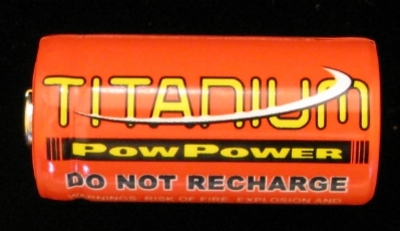 TITANIUM
POWPOWER
DO NOT RECHARGE
WARNINGS: RISK OF FIRE, EXPLOSION AND